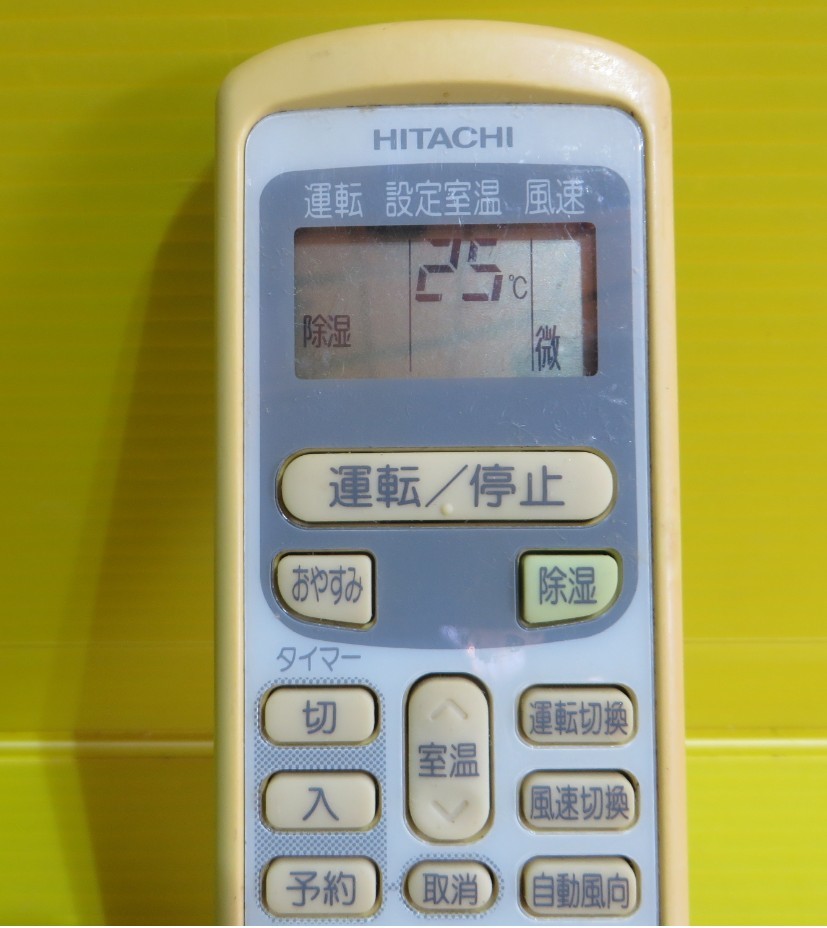 HITACHI
運転 設定室温 風速
25℃
除湿 微
運転/停止
おやすみ 除湿
タイマー
切 運転切換
室温
入 風速切換
予約 取消 自動風向